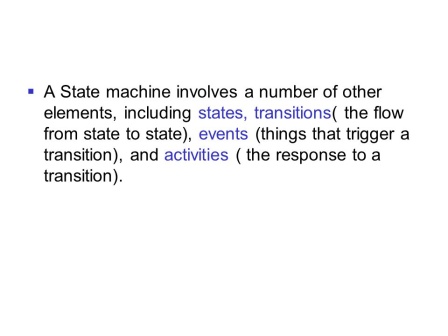 ▪ A State machine involves a number of other
elements, including states, transitions( the flow
from state to state), events (things that trigger a
transition), and activities ( the response to a
transition).